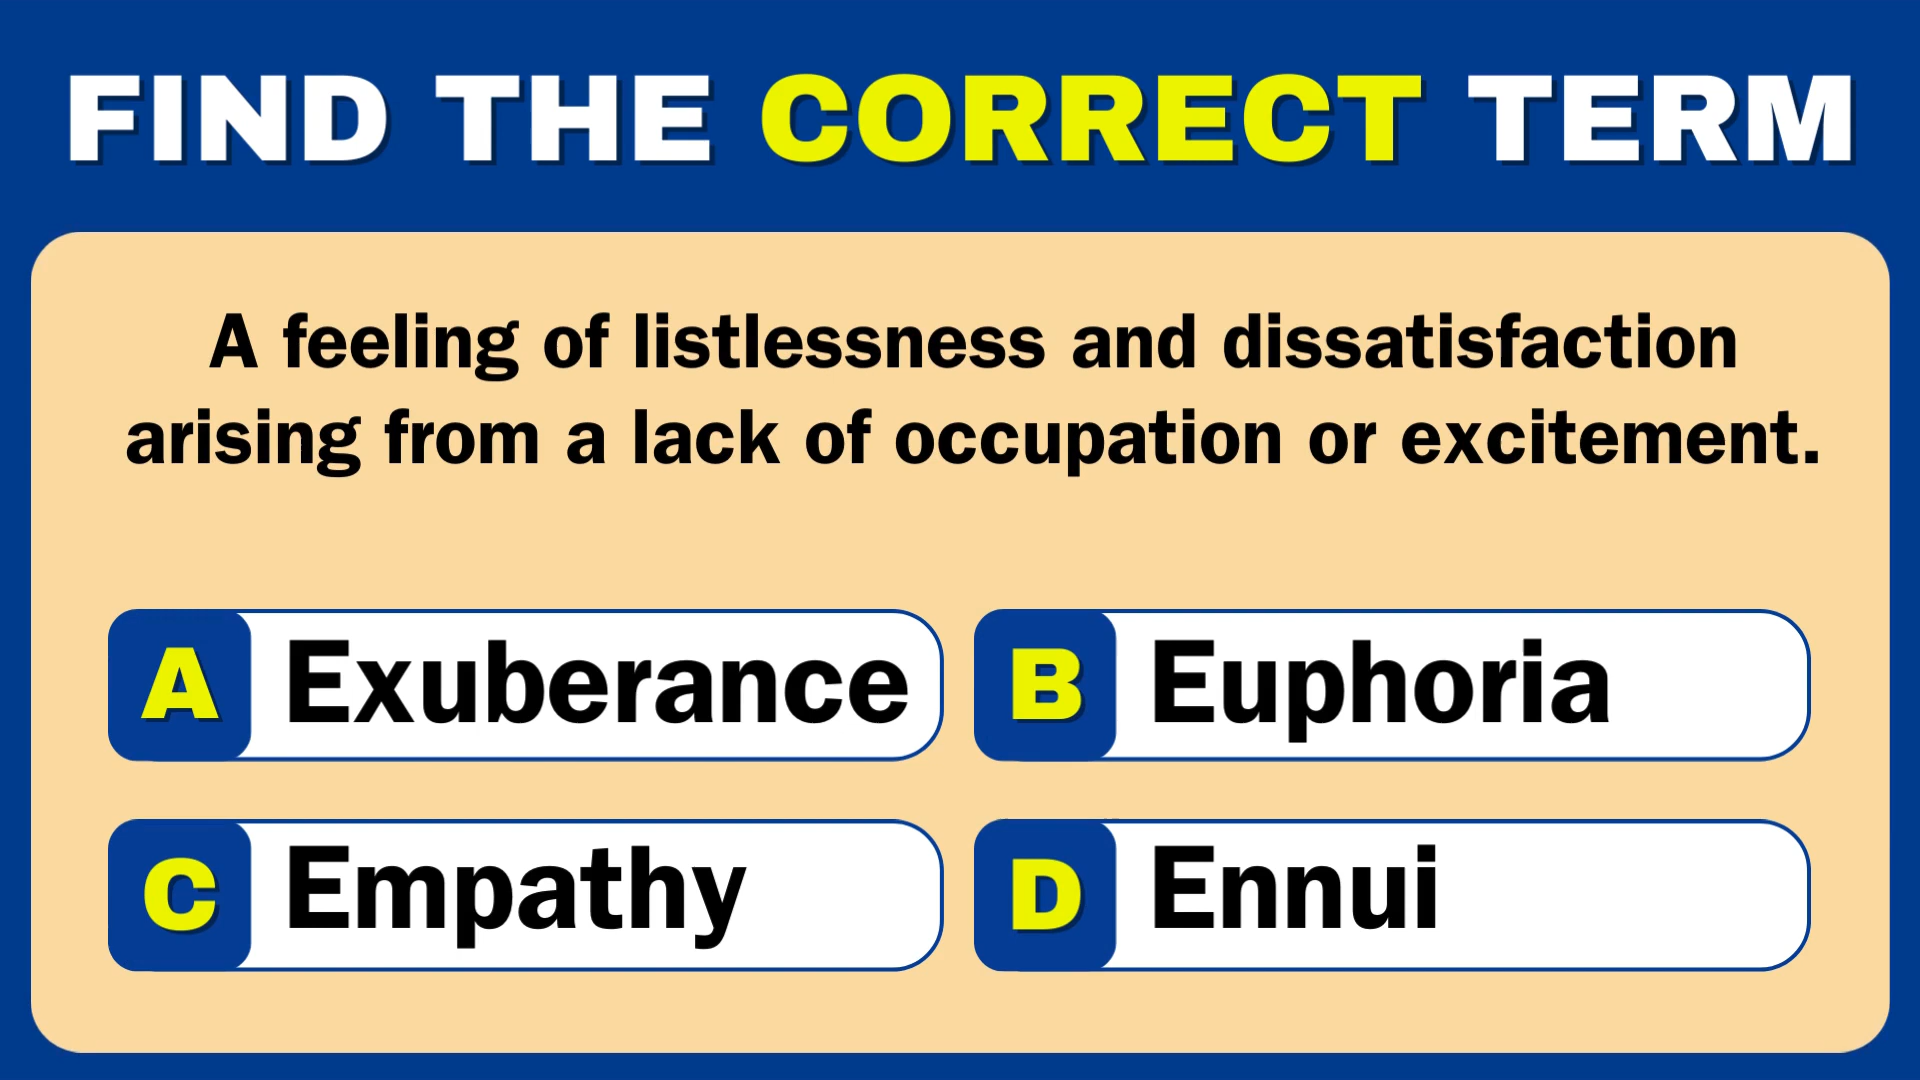 FIND THE CORRECT TERM
A feeling of listlessness and dissatisfaction
arising from a lack of occupation or excitement.
A Exuberance
B Euphoria
C Empathy
D Ennui